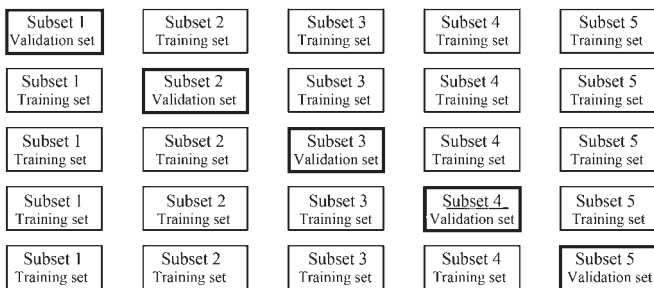 Subset 1 Subset 2 Subset 3 Subset 4 Subset 5
Validation set Training set Training set Training set Training set
Subset 1 Subset 2 Subset 3 Subset 4 Subset 5
Training set Validation set Training set Training set Training set
Subset 1 Subset 2 Subset 3 Subset 4 Subset 5
Training set Training set Validation set Training set Training set
Subset 1 Subset 2 Subset 3 Subset 4 Subset 5
Training set Training set Training set Validation set Training set
Subset 1 Subset 2 Subset 3 Subset 4 Subset 5
Training set Training set Training set Training set Validation set